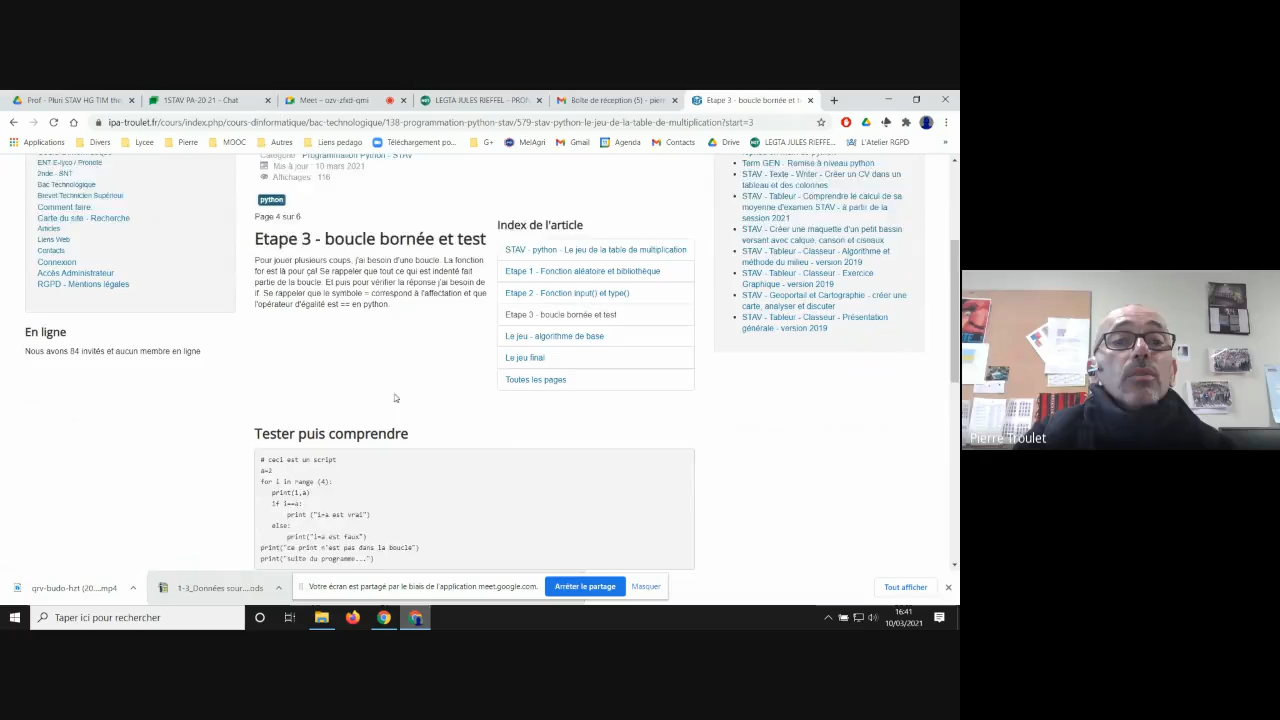 Prof - Pluri STAV HG TIM the
1STAV PA-20 21 - Chat
Meet – ozv-zfxd-qmi
LEGTA JULES RIEFFEL - PRON
Boîte de réception (5) - pierr
Etape 3 - boucle bornée et t
ipa-troulet.fr/cours/index.php/cours-dinformatique/bac-technologique/138-programmation-python-stav/579-stav-python-le-jeu-de-la-table-de-multiplication?start=3
Applications
Divers
Lycee
Pierre
MOOC
Autres
Liens pedago
Téléchargement po...
G+
MelAgri
Gmail
Agenda
Contacts
Drive
LEGTA JULES RIEFFEL
L'Atelier RGPD
ENT E-lyco / Pronote
2nde - SNT
Bac Technologique
Brevet Technicien Supérieur
Comment faire.
Carte du site - Recherche
Articles
Liens Web
Contacts
Connexion
Accès Administrateur
RGPD - Mentions légales
En ligne
Nous avons 84 invités et aucun membre en ligne
Catégorie Programmation Python - STAV
Mis à jour : 10 mars 2021
Affichages : 116
python
Page 4 sur 6
Etape 3 - boucle bornée et test
Pour jouer plusieurs coups, j'ai besoin d'une boucle. La fonction
for est là pour ça! Se rappeler que tout ce qui est indenté fait
partie de la boucle. Et puis pour vérifier la réponse j'ai besoin de
if. Se rappeler que le symbole = correspond à l'affectation et que
l'opérateur d'égalité est == en python.
Index de l'article
STAV - python - Le jeu de la table de multiplication
Etape 1 - Fonction aléatoire et bibliothèque
Etape 2 - Fonction input() et type()
Etape 3 - boucle bornée et test
Le jeu - algorithme de base
Le jeu final
Toutes les pages
Tester puis comprendre
# ceci est un script
a=2
for i in range (4):
print(i,a)
if i==a:
print ("i=a est vrai")
else:
print("i=a est faux")
print("ce print n'est pas dans la boucle")
print("suite du programme...")
Term GEN - Remise à niveau python
STAV - Texte - Writer - Créer un CV dans un
tableau et des colonnes
STAV - Tableur - Comprendre le calcul de sa
moyenne d'examen STAV - à partir de la
session 2021
STAV - Créer une maquette d'un petit bassin
versant avec calque, canson et ciseaux
STAV - Tableur - Classeur - Algorithme et
méthode du milieu - version 2019
STAV - Tableur - Classeur - Exercice
Graphique - version 2019
STAV - Geoportail et Cartographie - créer une
carte, analyser et discuter
STAV - Tableur - Classeur - Présentation
générale - version 2019
Pierre Troulet
qrv-budo-hzt (20....mp4
1-3_Données sour....ods
Votre écran est partagé par le biais de l'application meet.google.com.
Arrêter le partage
Masquer
Tout afficher
Taper ici pour rechercher
16:41
10/03/2021